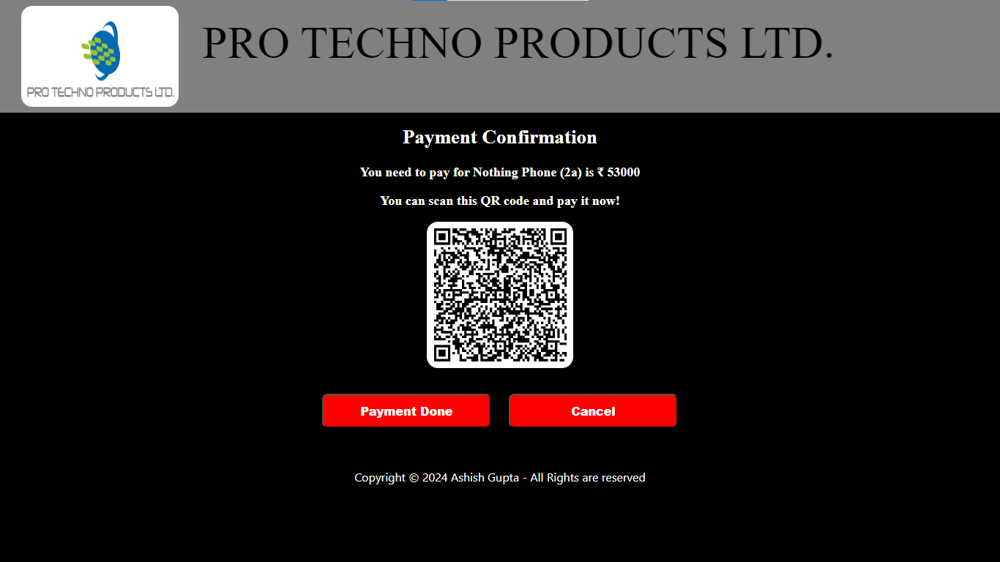 PRO TECHNO PRODUCTS LTD.
PRO TECHNO PRODUCTS LTD.
Payment Confirmation
You need to pay for Nothing Phone (2a) is ₹ 53000
You can scan this QR code and pay it now!
Payment Done
Cancel
Copyright © 2024 Ashish Gupta - All Rights are reserved